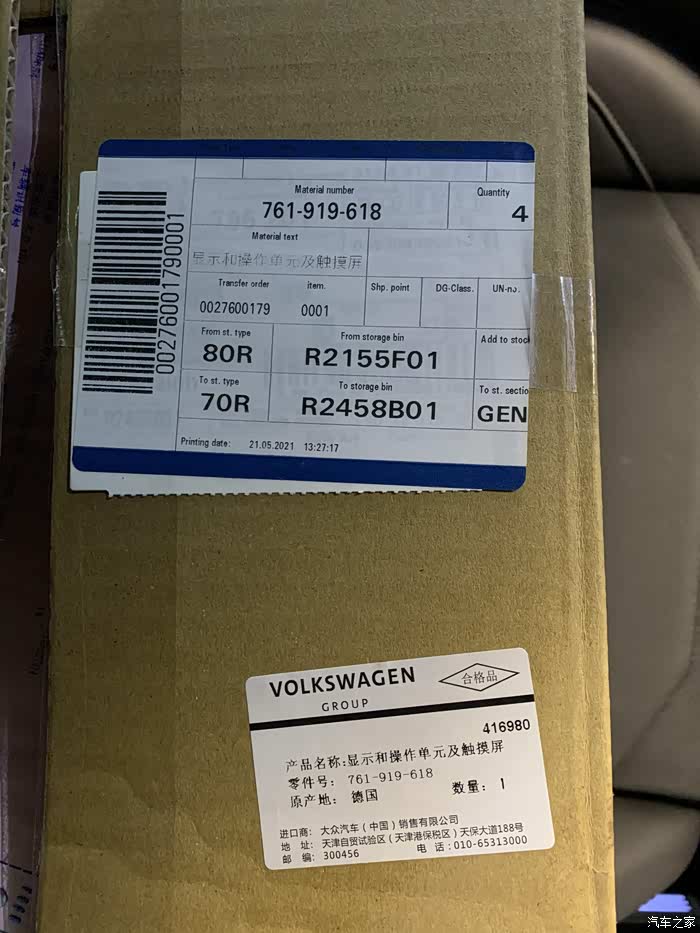 Material number
Quantity
761-919-618
4
Material text
显示和操作单元及触摸屏
Transfer order
item.
Shp. point
DG-Class.
UN-no.
0027600179
0001
From st. type
From storage bin
Add to stock
80R
R2155F01
To st. type
To storage bin
To st. sectio
70R
R2458B01
GEN
Printing date: 21.05.2021 13:27:17
00276001790001
VOLKSWAGEN
GROUP
合格品
416980
产品名称:显示和操作单元及触摸屏
零件号: 761-919-618
数量: 1
原产地: 德国
进口商: 大众汽车(中国)销售有限公司
地 址: 天津自贸试验区(天津港保税区)天保大道188号
邮 编: 300456
电 话:010-65313000
汽车之家